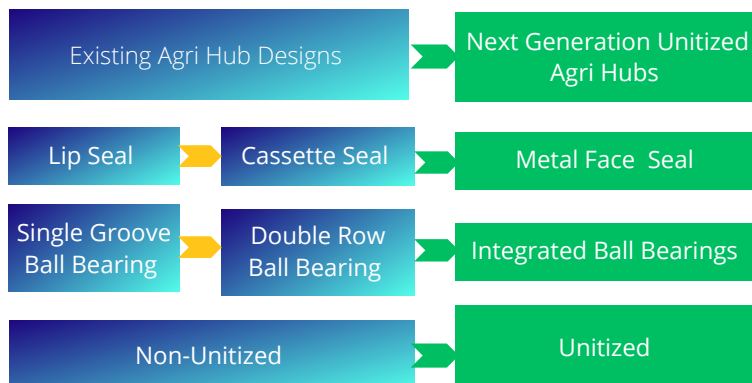 Existing Agri Hub Designs
Next Generation Unitized
Agri Hubs
Lip Seal
Cassette Seal
Metal Face Seal
Single Groove
Ball Bearing
Double Row
Ball Bearing
Integrated Ball Bearings
Non-Unitized
Unitized